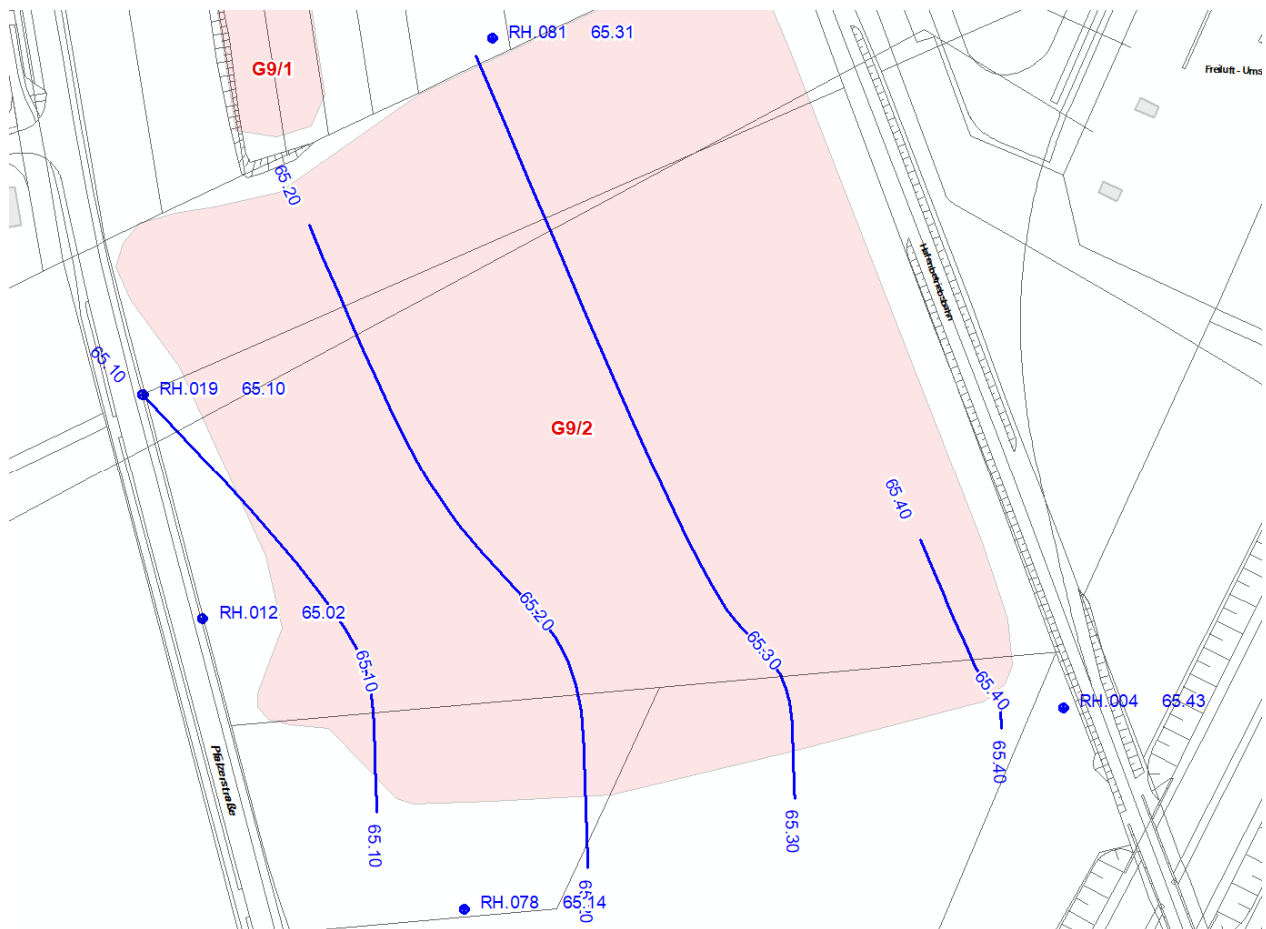 RH.081 65.31
G9/1
Freiluft - Ums
65.20
Hafenbetriebsbahn
65.10
RH.019 65.10
G9/2
65.40
65.20
RH.012 65.02
65.30
65.10
65.40
RH.004 65.43
65.40
Pfalzerstraße
65.30
65.10
RH.078 65.14